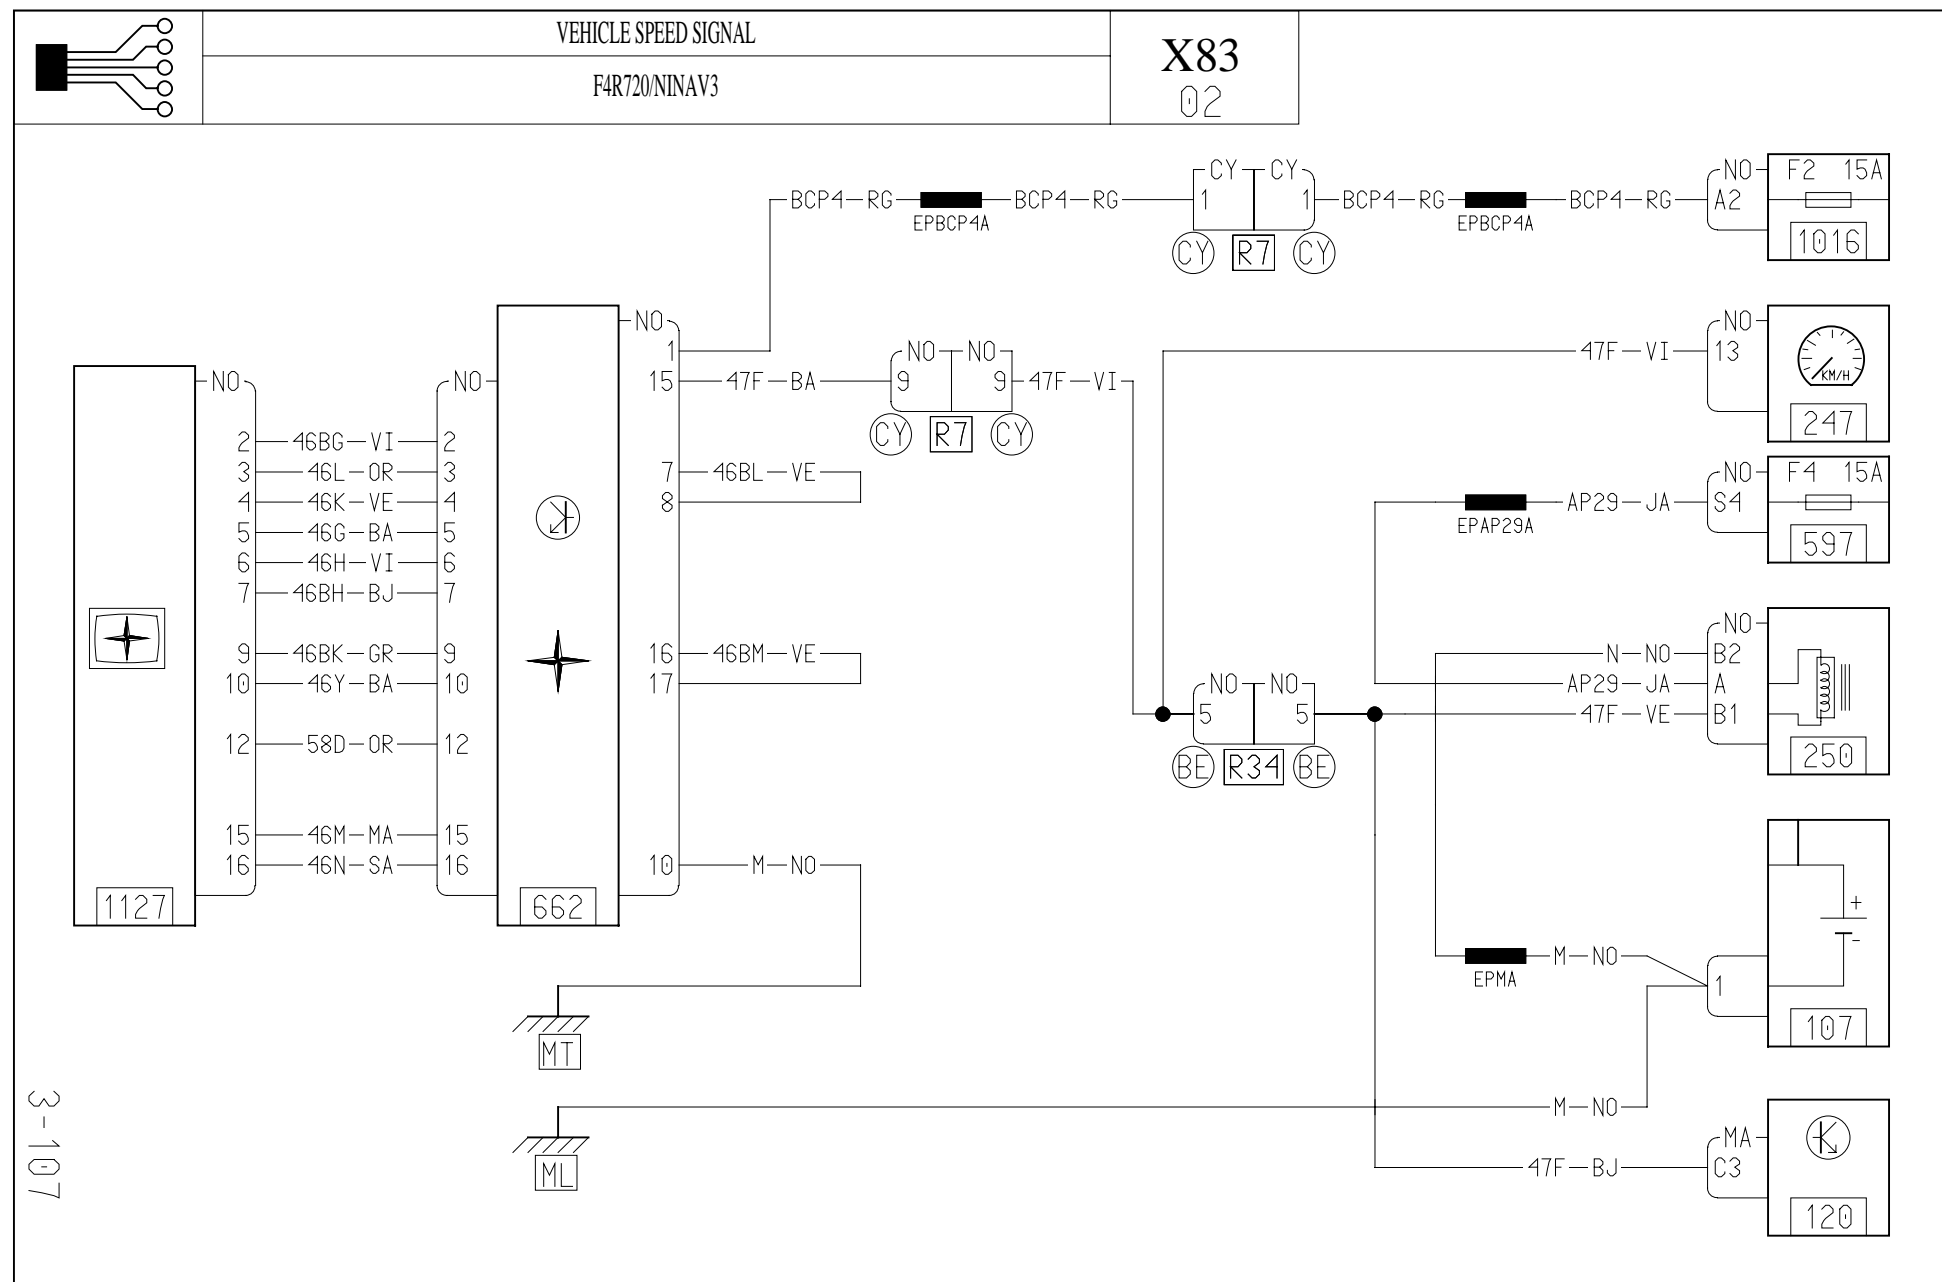 VEHICLE SPEED SIGNAL
F4R720/NINAV3
X83
02
CY CY
NO F2 15A
BCP4 RG BCP4 RG 1 1 BCP4 RG BCP4 RG A2
EPBCP4A EPBCP4A
CY R7 CY 1016
NO NO
1 NO NO 47F VI 13
KM/H
NO NO 15 47F BA 9 9 47F VI
247
CY R7 CY
2 46BG VI 2
3 46L OR 3 7 46BL VE NO F4 15A
4 46K VE 4 8 AP29 JA S4
EPAP29A
5 46G BA 5
597
6 46H VI 6
7 46BH BJ 7
NO
9 46BK GR 9 16 46BM VE N NO B2
10 46Y BA 10 17 NO NO AP29 JA A
5 5 47F VE B1
12 58D OR 12
250
BE R34 BE
15 46M MA 15
16 46N SA 16 10 M NO
1127 662
+
-
M NO
EPMA
1
107
MT
3-107
M NO
ML
MA
47F BJ C3
120